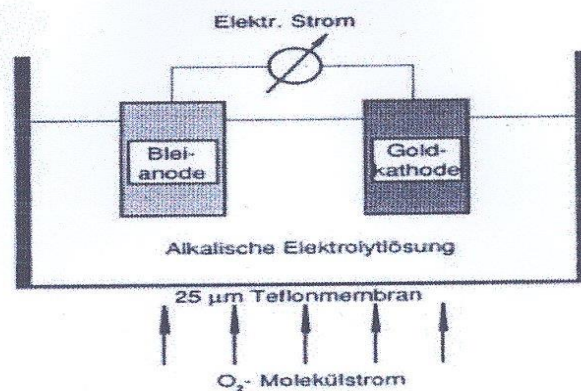 Elektr. Strom
Blei-
anode
Gold-
kathode
Alkalische Elektrolytlösung
25 µm Teflonmembran
O₂- Molekülstrom